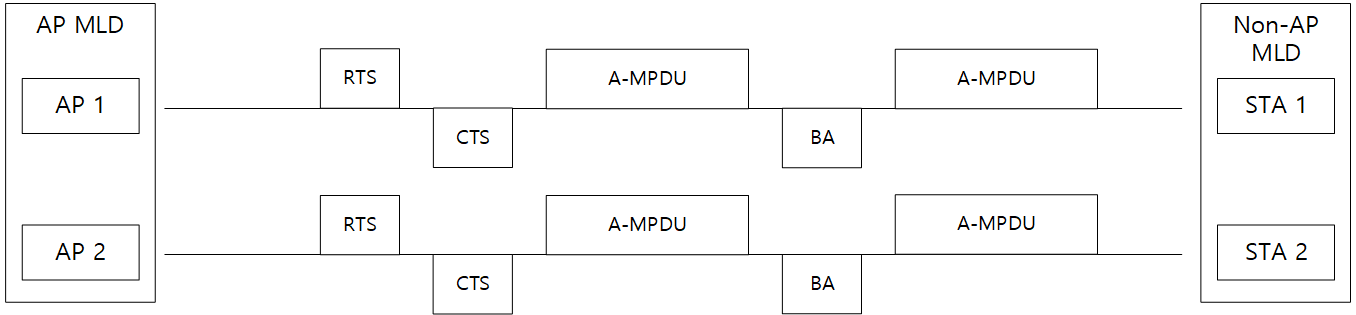 AP MLD
Non-AP
MLD
RTS
A-MPDU
A-MPDU
AP 1
STA 1
CTS
BA
RTS
A-MPDU
A-MPDU
AP 2
STA 2
CTS
BA